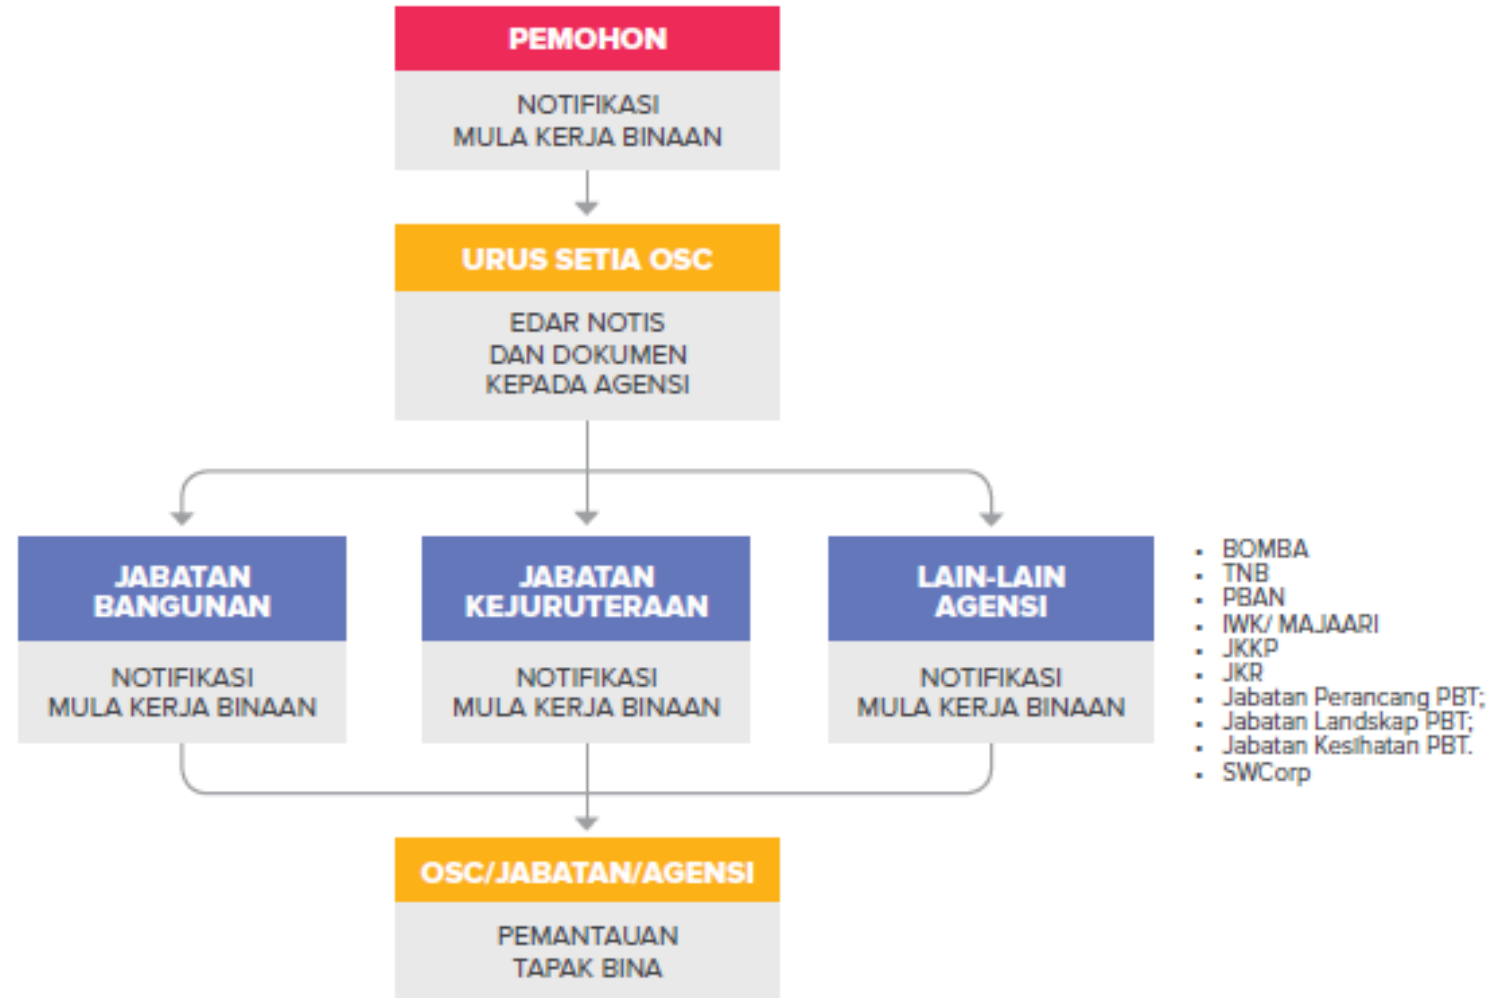 PEMOHON
NOTIFIKASI
MULA KERJA BINAAN
URUS SETIA OSC
EDAR NOTIS
DAN DOKUMEN
KEPADA AGENSI
JABATAN
BANGUNAN
NOTIFIKASI
MULA KERJA BINAAN
JABATAN
KEJURUTERAAN
NOTIFIKASI
MULA KERJA BINAAN
LAIN-LAIN
AGENSI
NOTIFIKASI
MULA KERJA BINAAN
• BOMBA
• TNB
• PBAN
• IWK/ MAJAARI
• JKKP
• JKR
• Jabatan Perancang PBT;
• Jabatan Landskap PBT;
• Jabatan Kesihatan PBT.
• SWCorp
OSC/JABATAN/AGENSI
PEMANTAUAN
TAPAK BINA